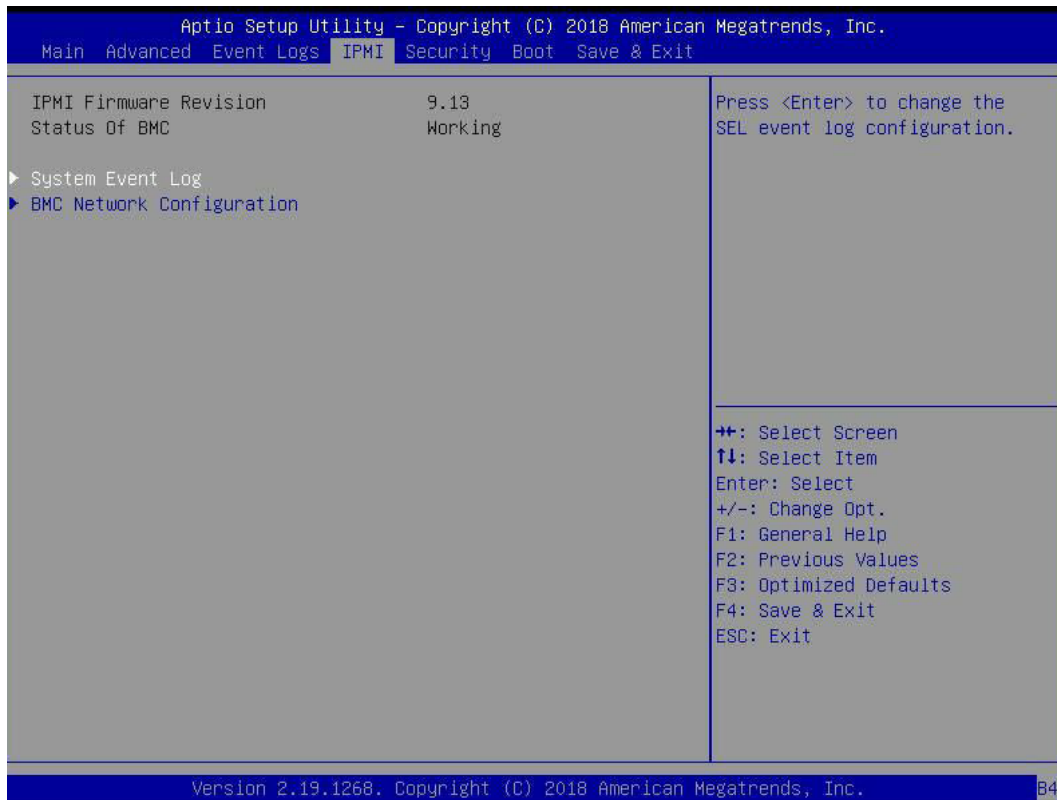 Aptio Setup Utility – Copyright (C) 2018 American Megatrends, Inc.
Main Advanced Event Logs IPMI Security Boot Save & Exit
IPMI Firmware Revision 9.13
Status Of BMC Working
▶ System Event Log
▶ BMC Network Configuration
Press <Enter> to change the
SEL event log configuration.
→←: Select Screen
↑↓: Select Item
Enter: Select
+/-: Change Opt.
F1: General Help
F2: Previous Values
F3: Optimized Defaults
F4: Save & Exit
ESC: Exit
Version 2.19.1268. Copyright (C) 2018 American Megatrends, Inc.
B4